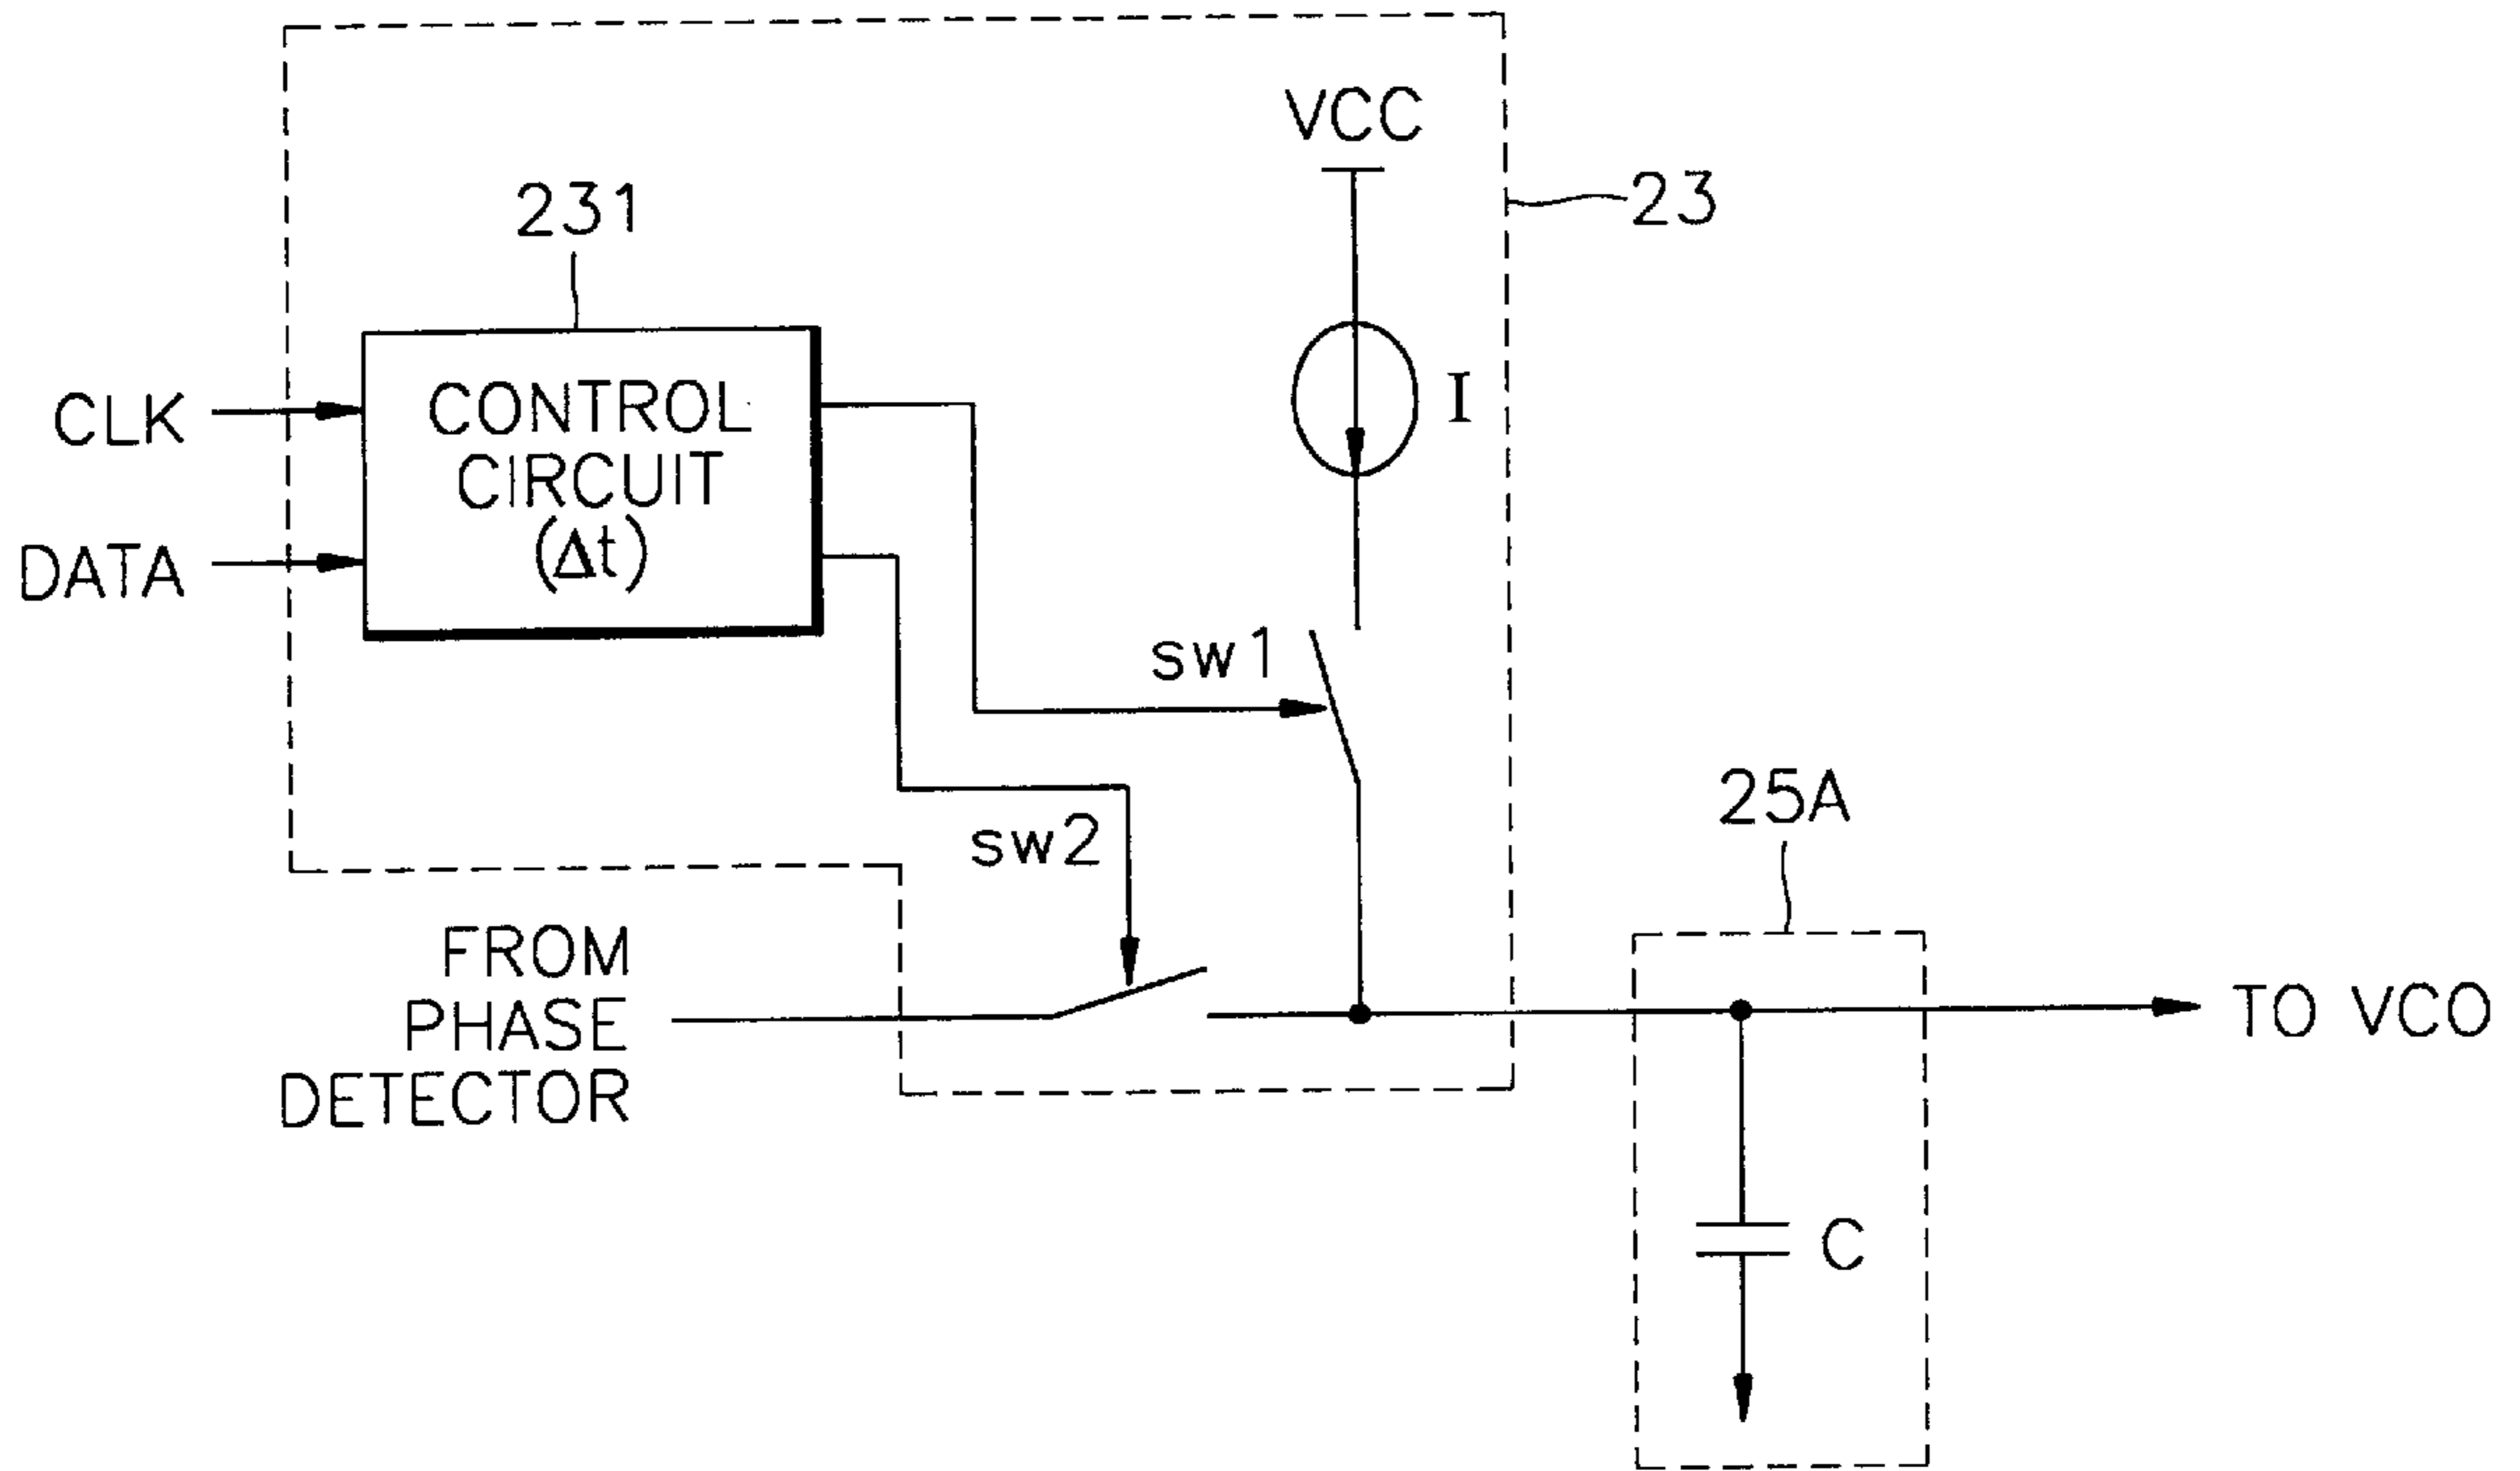 VCC
231
23
CLK
CONTROL
CIRCUIT
(Δt)
I
DATA
sw1
25A
sw2
FROM
PHASE
DETECTOR
TO VCO
C